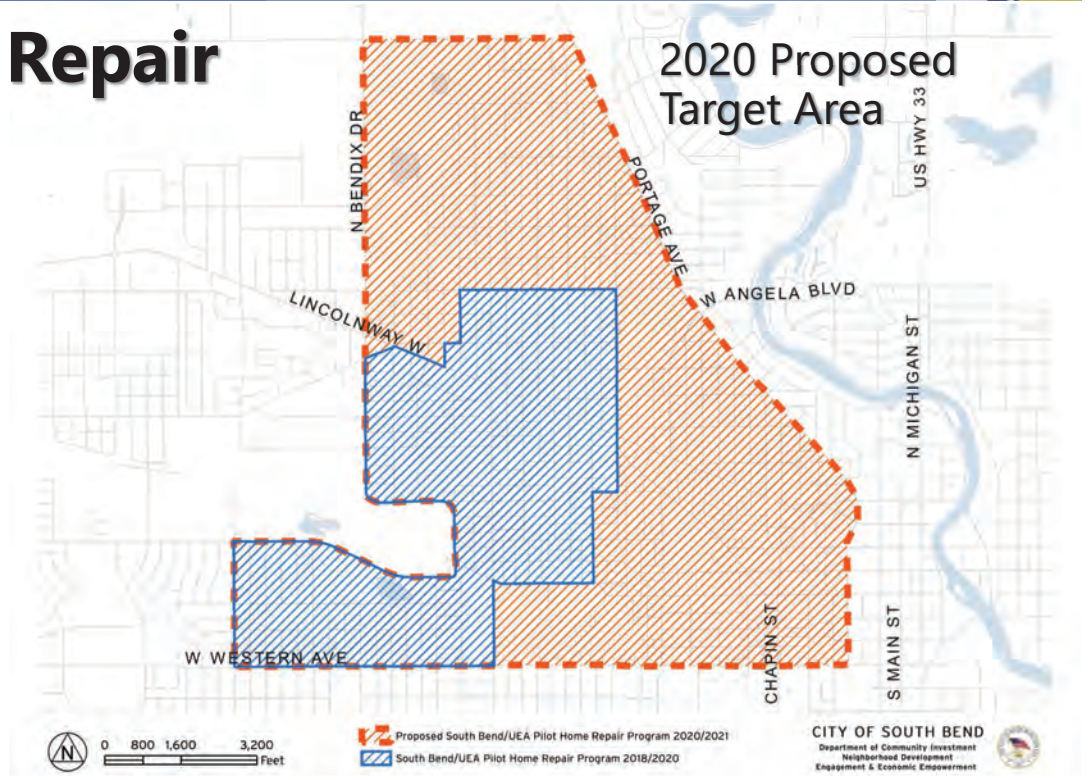 Repair
2020 Proposed
Target Area
US HWY 33
N BENDIX DR
PORTAGE AVE
W ANGELA BLVD
LINCOLNWAY W
N MICHIGAN ST
CHAPIN ST
S MAIN ST
W WESTERN AVE
N
0 800 1,600 3,200
Feet
Proposed South Bend/UEA Pilot Home Repair Program 2020/2021
South Bend/UEA Pilot Home Repair Program 2018/2020
CITY OF SOUTH BEND
Department of Community Investment
Neighborhood Development
Engagement & Economic Empowerment